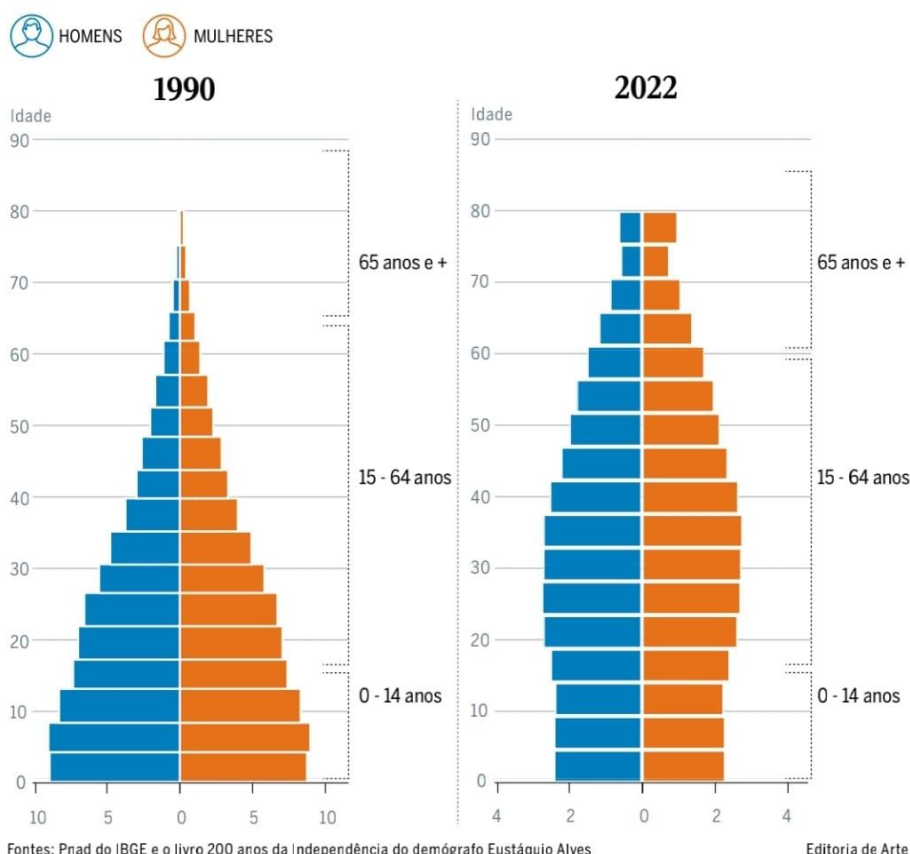 HOMENS MULHERES
1990
Idade
90
80
70
60
50
40
30
20
10
0
65 anos e +
15 - 64 anos
0 - 14 anos
10 5 0 5 10
2022
Idade
90
80
70
60
50
40
30
20
10
0
65 anos e +
15 - 64 anos
0 - 14 anos
4 2 0 2 4
Fontes: Pnad do IBGE e o livro 200 anos da Independência do demógrafo Eustáquio Alves
Editoria de Arte